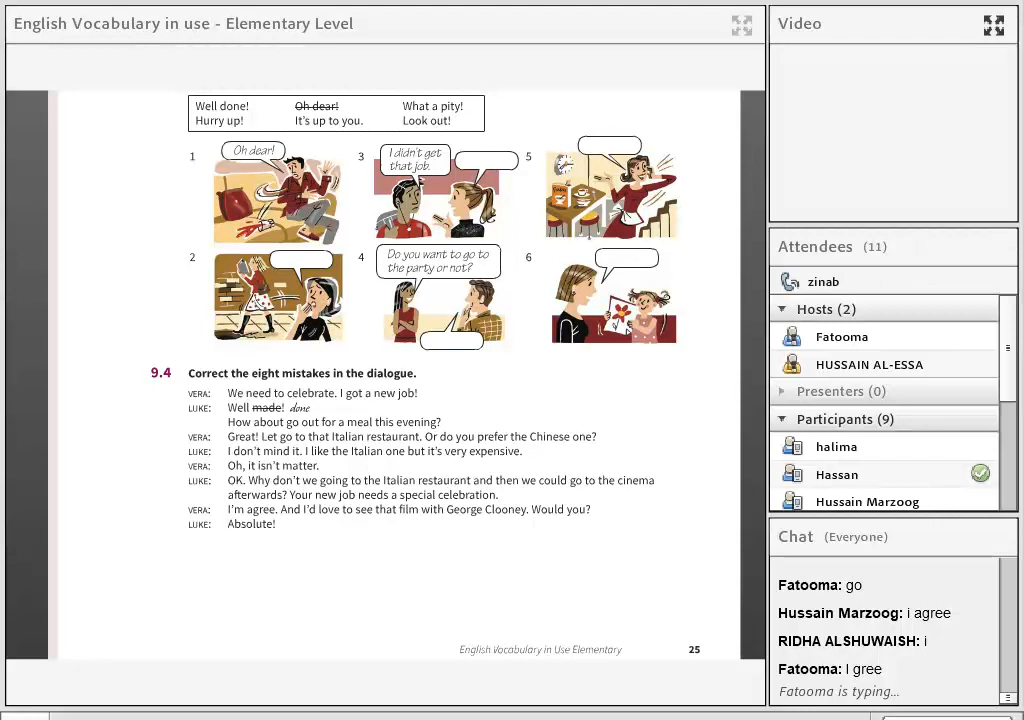 English Vocabulary in use - Elementary Level
Well done! Oh dear! What a pity!
Hurry up! It's up to you. Look out!
1 Oh dear!
3 I didn't get
that job.
5
2
4 Do you want to go to
the party or not?
6
9.4 Correct the eight mistakes in the dialogue.
VERA: We need to celebrate. I got a new job!
LUKE: Well made! done
How about go out for a meal this evening?
VERA: Great! Let go to that Italian restaurant. Or do you prefer the Chinese one?
LUKE: I don't mind it. I like the Italian one but it's very expensive.
VERA: Oh, it isn't matter.
LUKE: OK. Why don't we going to the Italian restaurant and then we could go to the cinema
afterwards? Your new job needs a special celebration.
VERA: I'm agree. And I'd love to see that film with George Clooney. Would you?
LUKE: Absolute!
English Vocabulary in Use Elementary 25
Video
Attendees (11)
zinab
Hosts (2)
Fatooma
HUSSAIN AL-ESSA
Presenters (0)
Participants (9)
halima
Hassan
Hussain Marzoog
Chat (Everyone)
Fatooma: go
Hussain Marzoog: i agree
RIDHA ALSHUWAISH: i
Fatooma: I gree
Fatooma is typing...